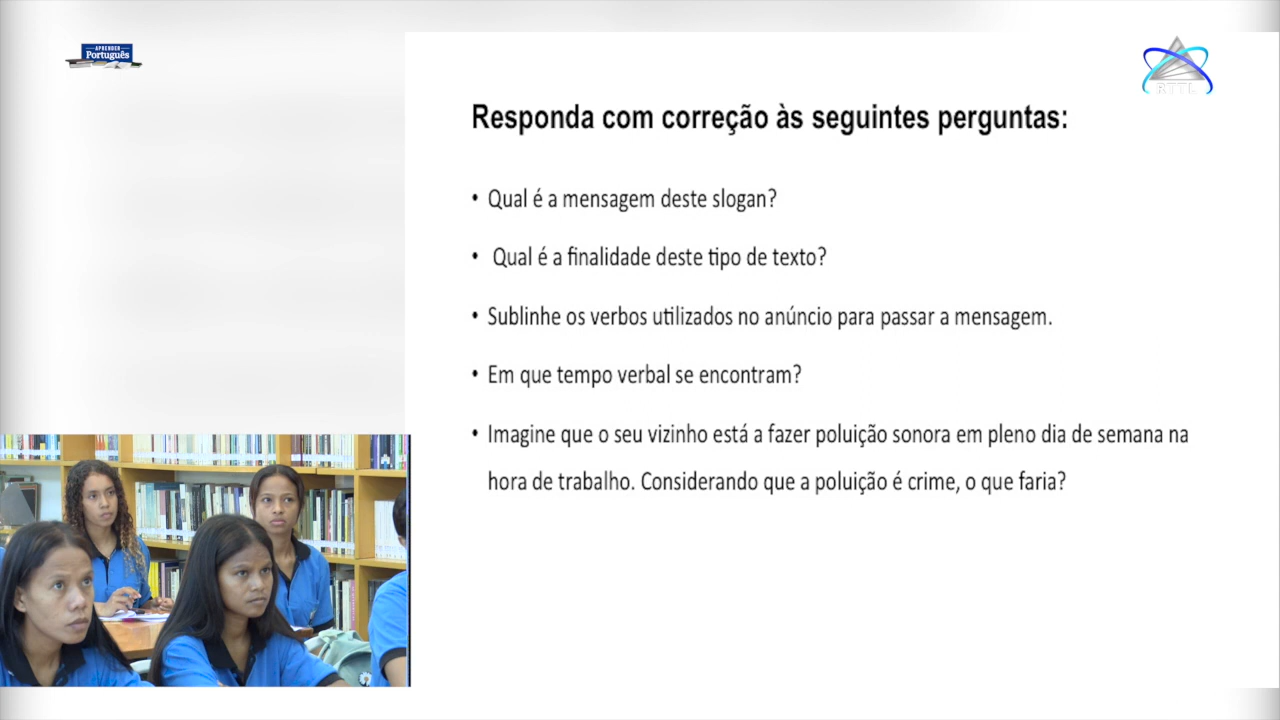 APRENDER
Português
RTTL
Responda com correção às seguintes perguntas:
• Qual é a mensagem deste slogan?
• Qual é a finalidade deste tipo de texto?
• Sublinhe os verbos utilizados no anúncio para passar a mensagem.
• Em que tempo verbal se encontram?
• Imagine que o seu vizinho está a fazer poluição sonora em pleno dia de semana na
hora de trabalho. Considerando que a poluição é crime, o que faria?